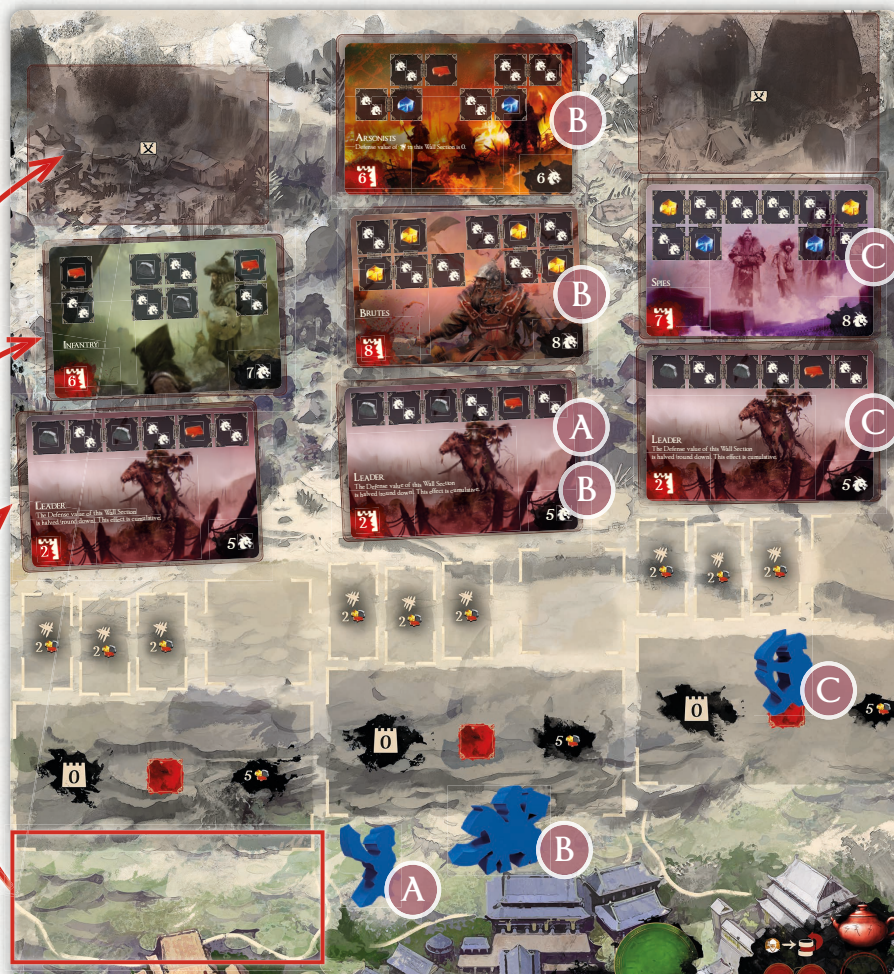 ARSONISTS
Defense value of in this Wall Section is 0.
6
6
B
INFANTRY
6
7
BRUTES
8
8
B
SPIES
7
8
C
LEADER
The Defense value of this Wall Section
is halved (round down). This effect is cumulative.
2
5
LEADER
The Defense value of this Wall Section
is halved (round down). This effect is cumulative.
2
5
A
B
LEADER
The Defense value of this Wall Section
is halved (round down). This effect is cumulative.
2
5
C
2 2 2
2 2 2
2 2 2
0 5
0 5
0 5
C
A
B